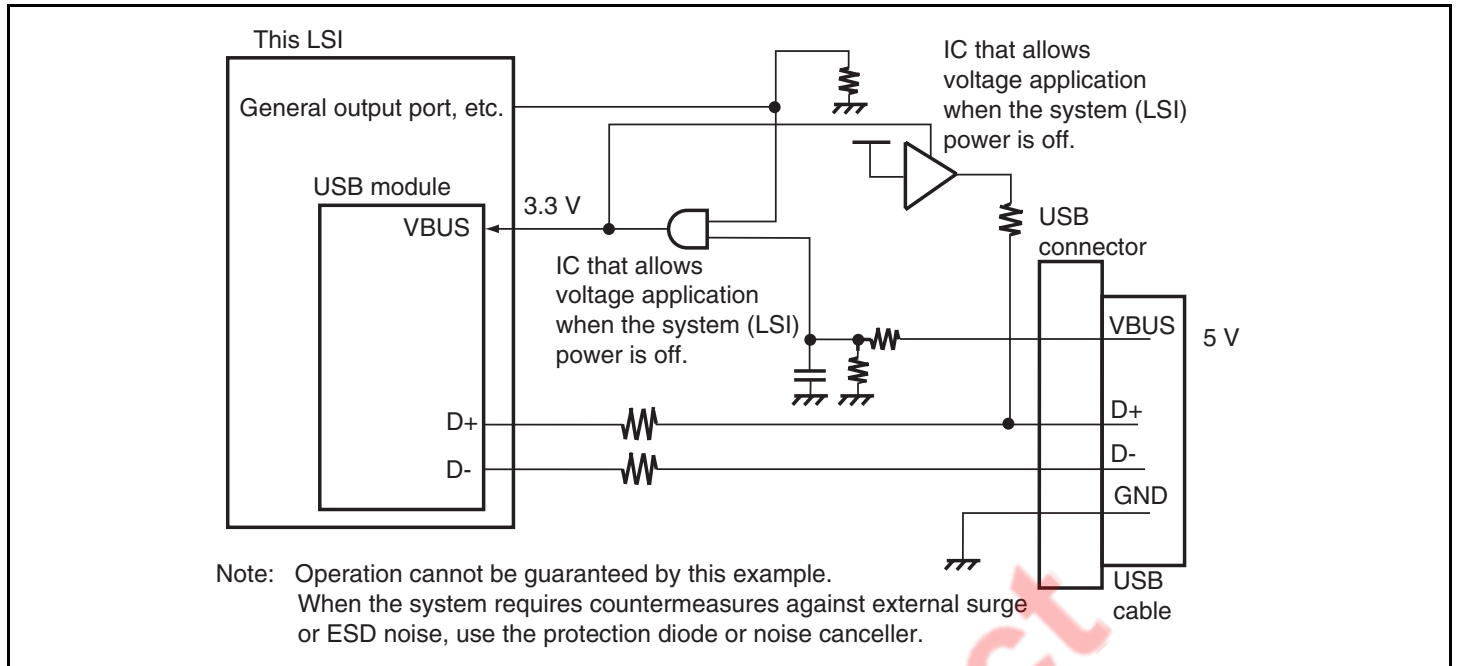 This LSI
General output port, etc.
USB module
VBUS
3.3 V
IC that allows
voltage application
when the system (LSI)
power is off.
IC that allows
voltage application
when the system (LSI)
power is off.
USB
connector
VBUS
5 V
D+
D-
D+
D-
GND
USB
cable
Note: Operation cannot be guaranteed by this example.
When the system requires countermeasures against external surge
or ESD noise, use the protection diode or noise canceller.